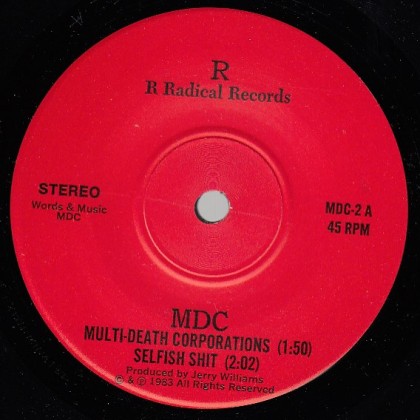 R
R Radical Records
STEREO
Words & Music
MDC
MDC-2 A
45 RPM
MDC
MULTI-DEATH CORPORATIONS (1:50)
SELFISH SHIT (2:02)
Produced by Jerry Williams
© & ℗ 1983 All Rights Reserved